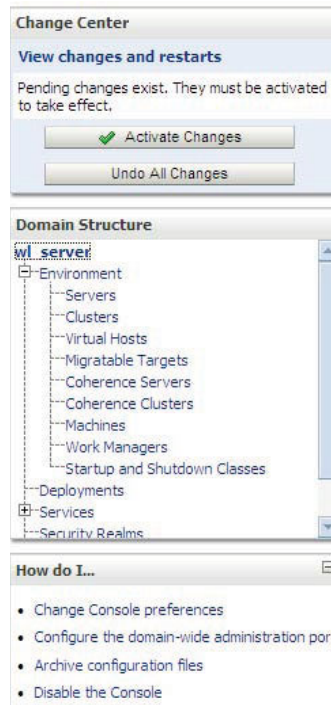 Change Center
View changes and restarts
Pending changes exist. They must be activated
to take effect.
Activate Changes
Undo All Changes
Domain Structure
wl_server
Environment
Servers
Clusters
Virtual Hosts
Migratable Targets
Coherence Servers
Coherence Clusters
Machines
Work Managers
Startup and Shutdown Classes
Deployments
Services
Security Realms
How do I...
Change Console preferences
Configure the domain-wide administration por
Archive configuration files
Disable the Console